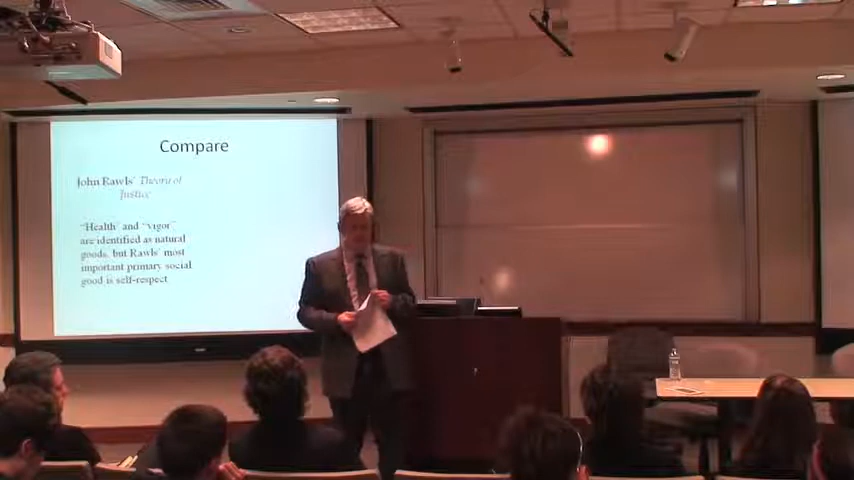 Compare
John Rawls' Theory of
Justice
"Health" and "vigor"
are identified as natural
goods, but Rawls' most
important primary social
good is self-respect